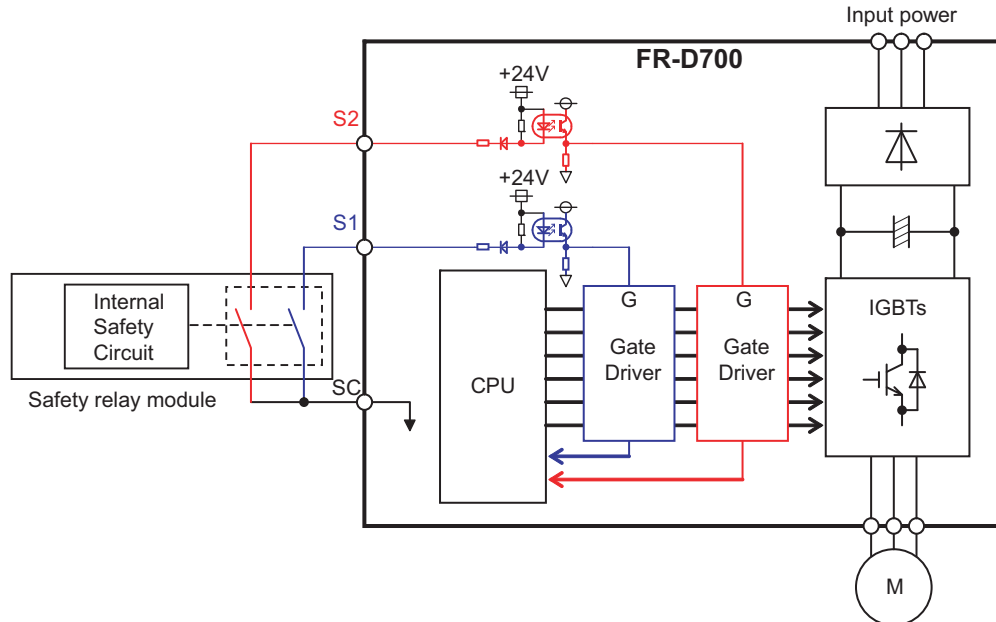 Input power
FR-D700
+24V
S2
+24V
S1
Internal
Safety
Circuit
Safety relay module
SC
CPU
G
Gate
Driver
G
Gate
Driver
IGBTs
M